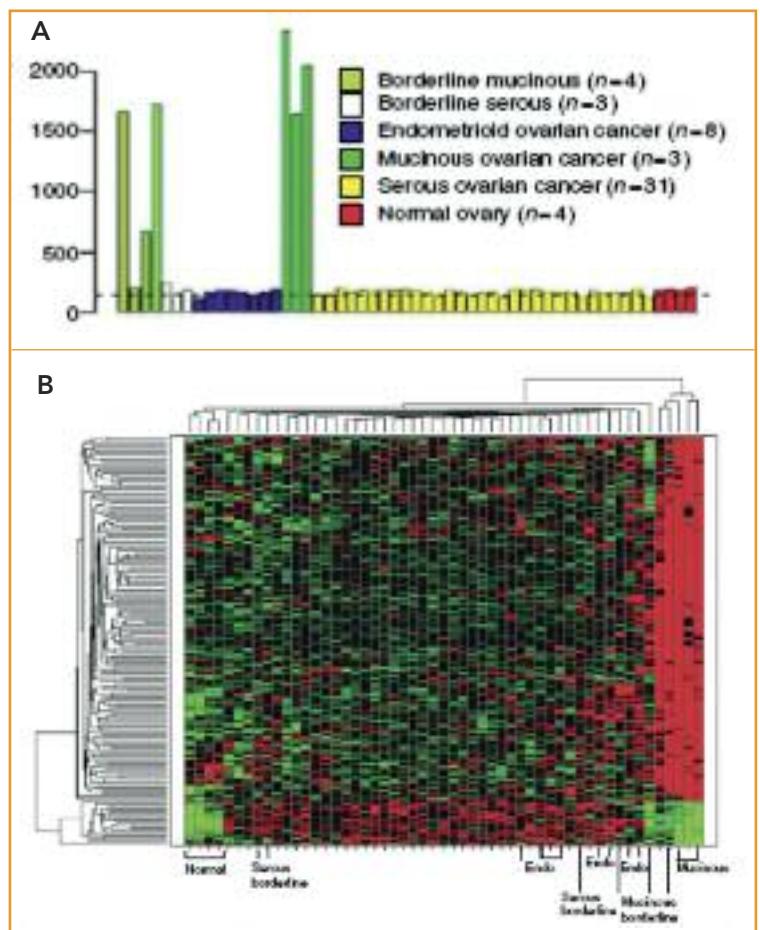 A
2000
1500
1000
500
0
Borderline mucinous (n=4)
Borderline serous (n=3)
Endometrioid ovarian cancer (n=8)
Mucinous ovarian cancer (n=3)
Serous ovarian cancer (n=31)
Normal ovary (n=4)
B
Normal
Serous
borderline
Endo
Endo
Endo
Mucinous
Serous
borderline
Mucinous
borderline